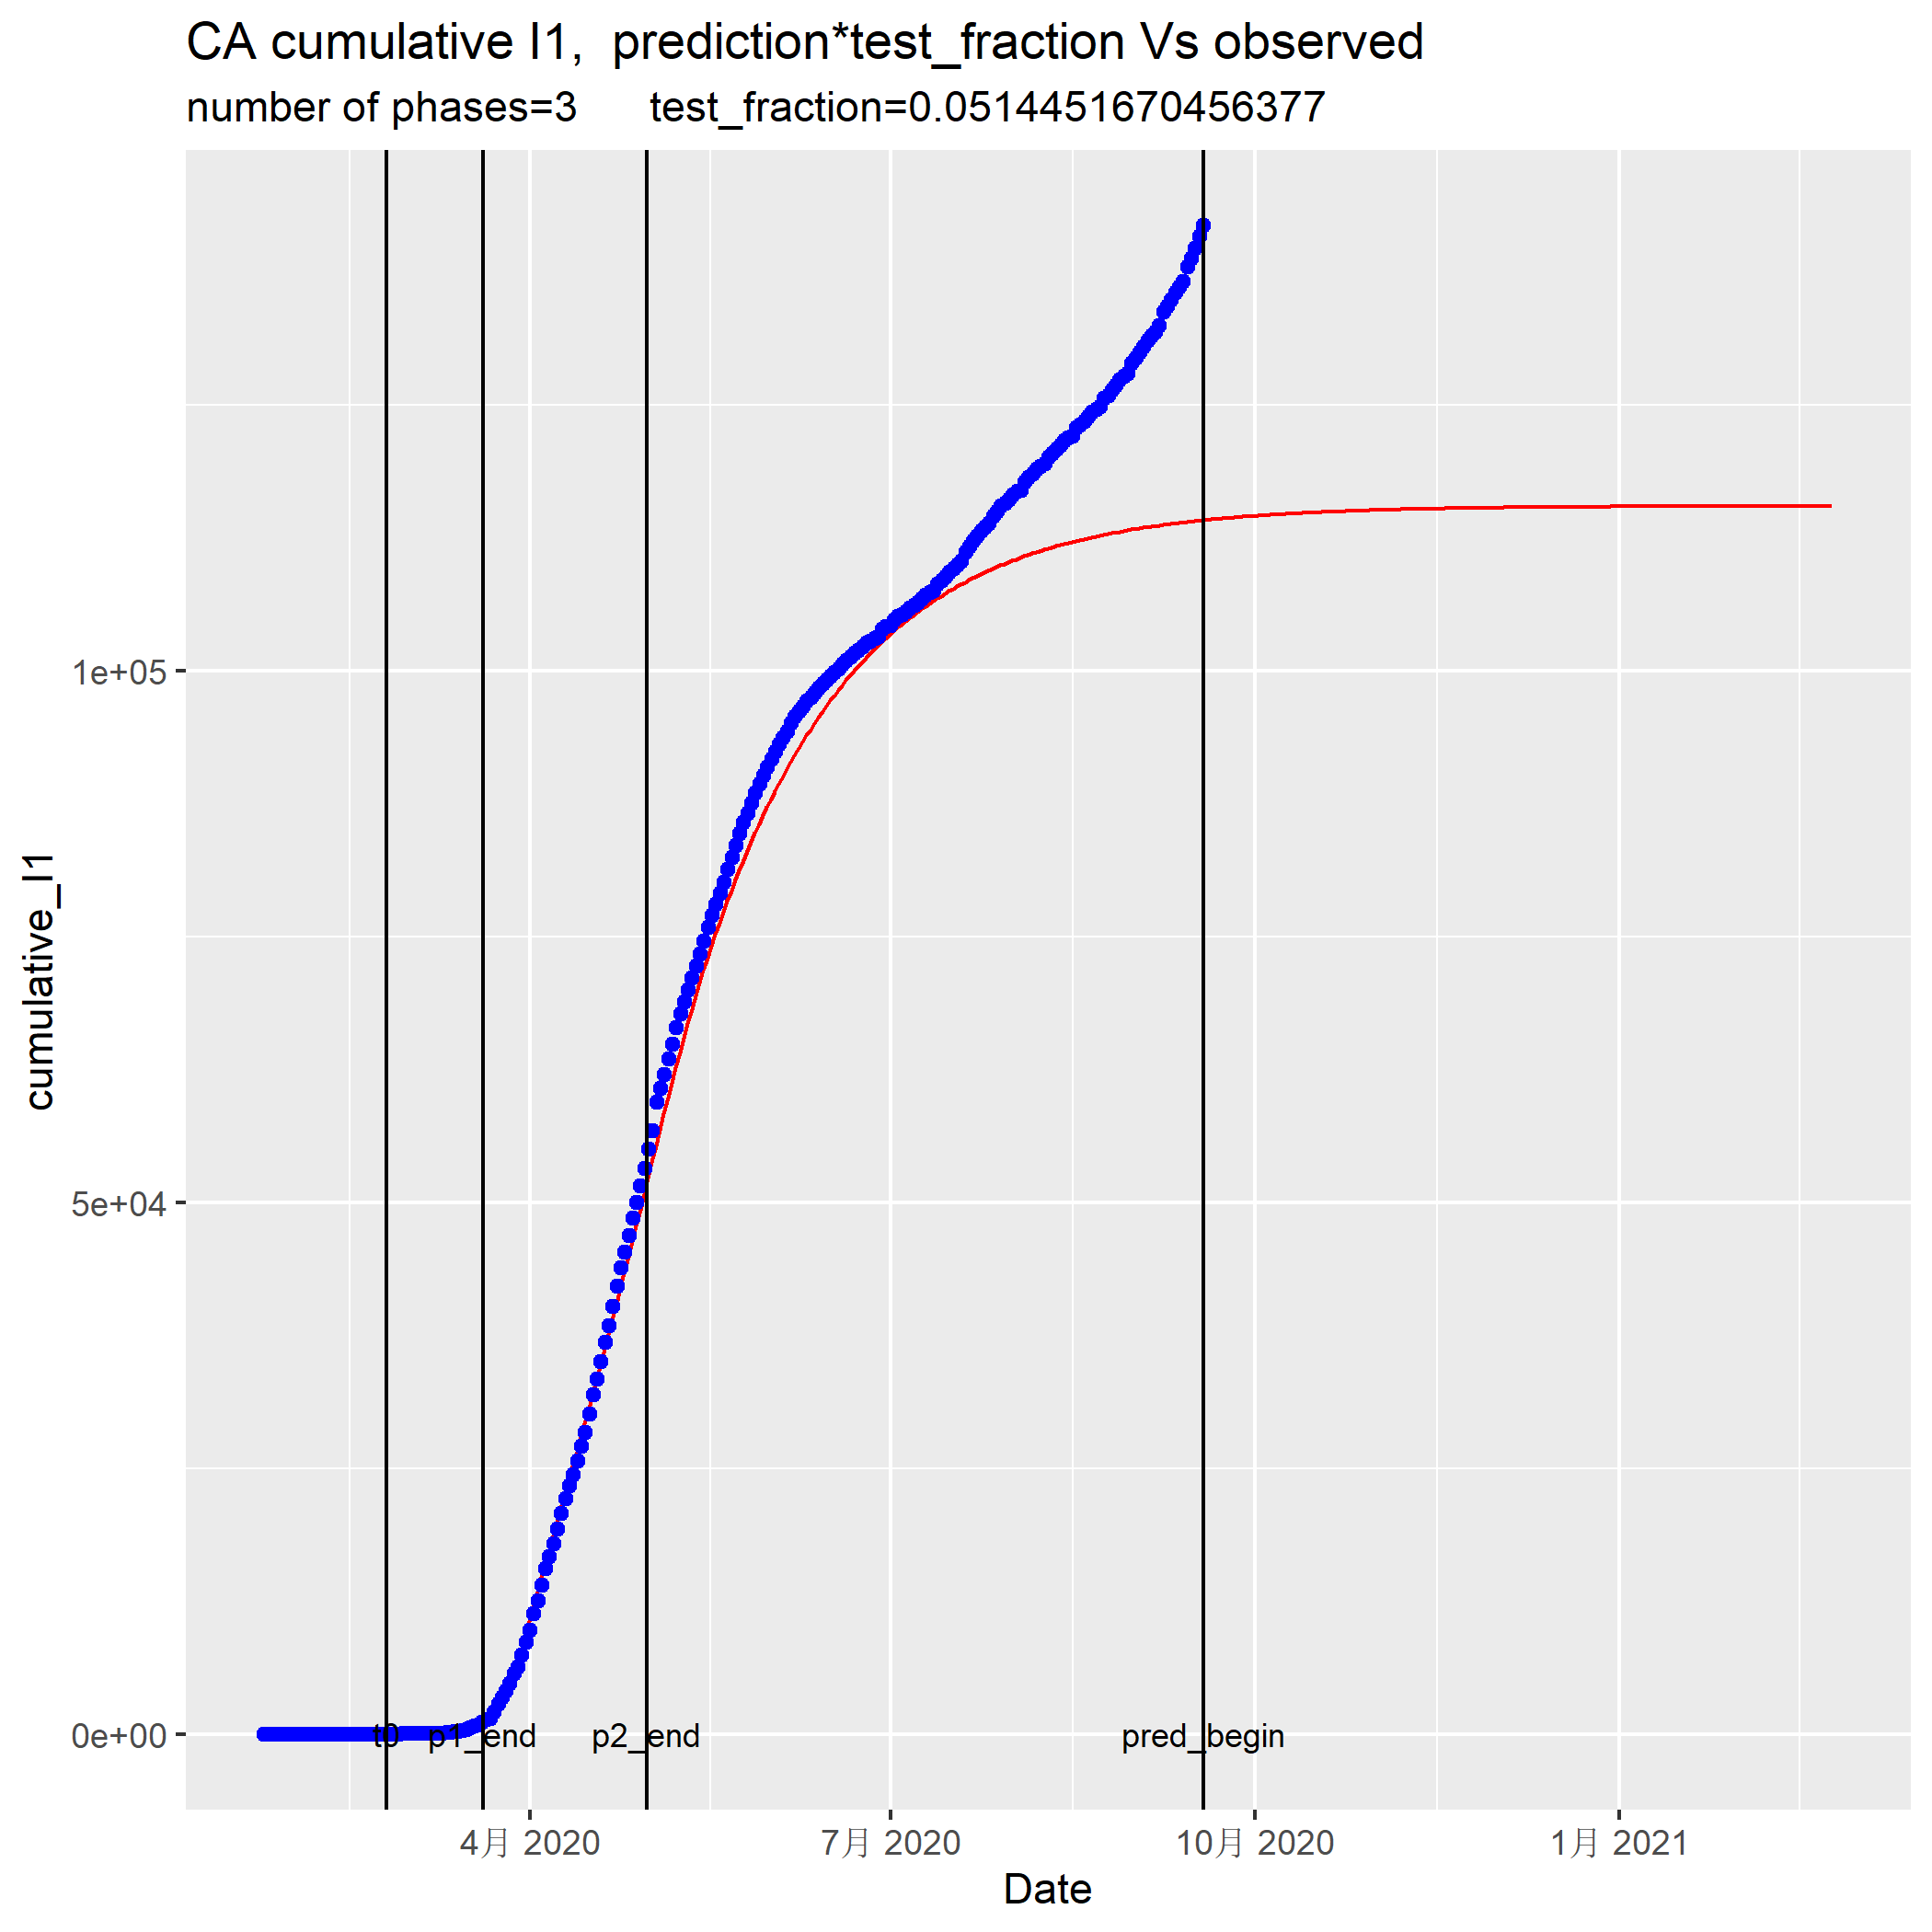 CA cumulative I1,  prediction*test_fraction Vs observed
number of phases=3      test_fraction=0.0514451670456377
cumulative_I1
1e+05
5e+04
0e+00
t0
p1_end
p2_end
pred_begin
4月 2020
7月 2020
10月 2020
1月 2021
Date